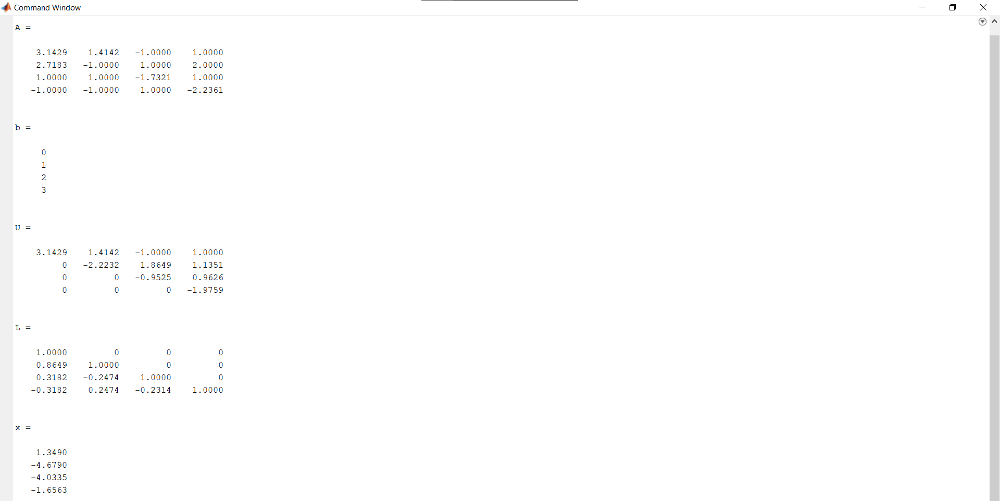 Command Window
A =
3.1429 1.4142 -1.0000 1.0000
2.7183 -1.0000 1.0000 2.0000
1.0000 1.0000 -1.7321 1.0000
-1.0000 -1.0000 1.0000 -2.2361
b =
0
1
2
3
U =
3.1429 1.4142 -1.0000 1.0000
0 -2.2232 1.8649 1.1351
0 0 -0.9525 0.9626
0 0 0 -1.9759
L =
1.0000 0 0 0
0.8649 1.0000 0 0
0.3182 -0.2474 1.0000 0
-0.3182 0.2474 -0.2314 1.0000
x =
1.3490
-4.6790
-4.0335
-1.6563